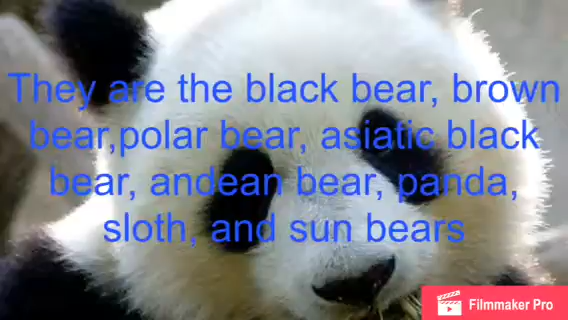 They are the black bear, brown
bear,polar bear, asiatic black
bear, andean bear, panda,
sloth, and sun bears
Filmmaker Pro